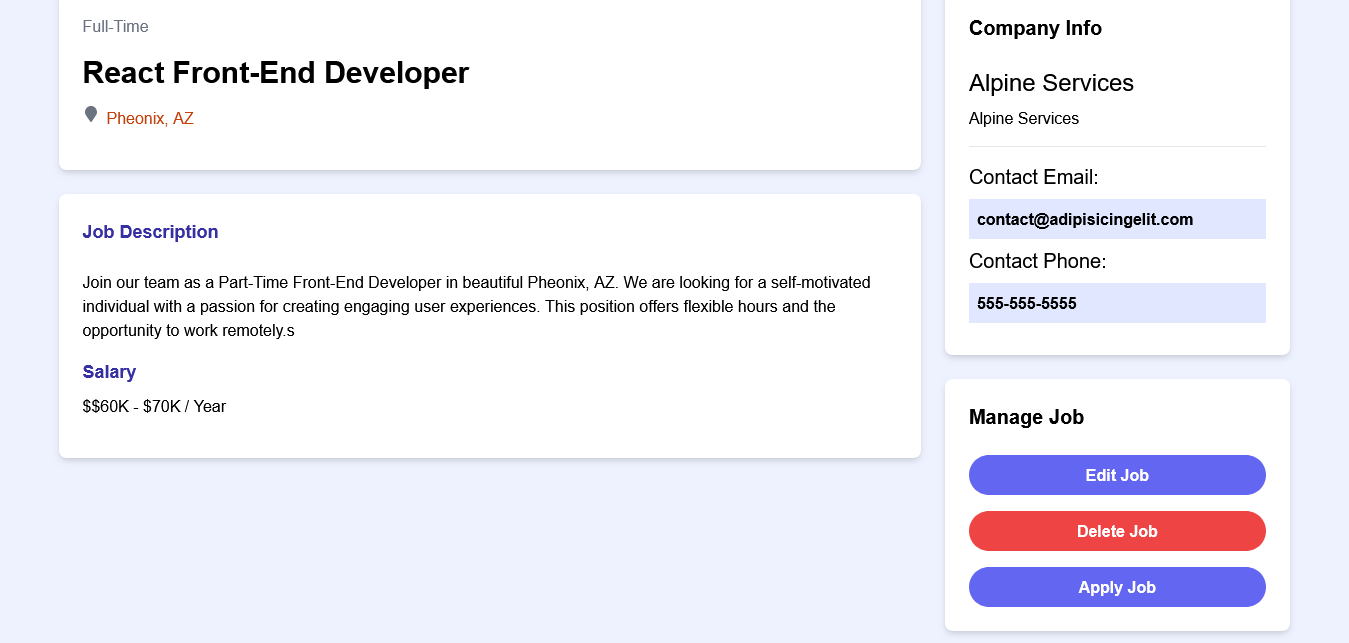 Full-Time
React Front-End Developer
Pheonix, AZ
Job Description
Join our team as a Part-Time Front-End Developer in beautiful Pheonix, AZ. We are looking for a self-motivated
individual with a passion for creating engaging user experiences. This position offers flexible hours and the
opportunity to work remotely.s
Salary
$$60K - $70K / Year
Company Info
Alpine Services
Alpine Services
Contact Email:
contact@adipisicingelit.com
Contact Phone:
555-555-5555
Manage Job
Edit Job
Delete Job
Apply Job